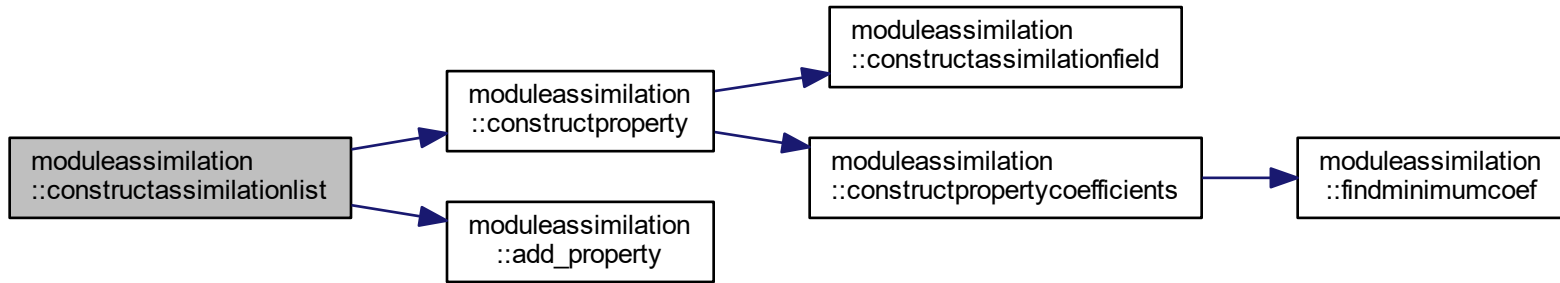 moduleassimilation
::constructassimilationlist
moduleassimilation
::constructproperty
moduleassimilation
::add_property
moduleassimilation
::constructassimilationfield
moduleassimilation
::constructpropertycoefficients
moduleassimilation
::findminimumcoef